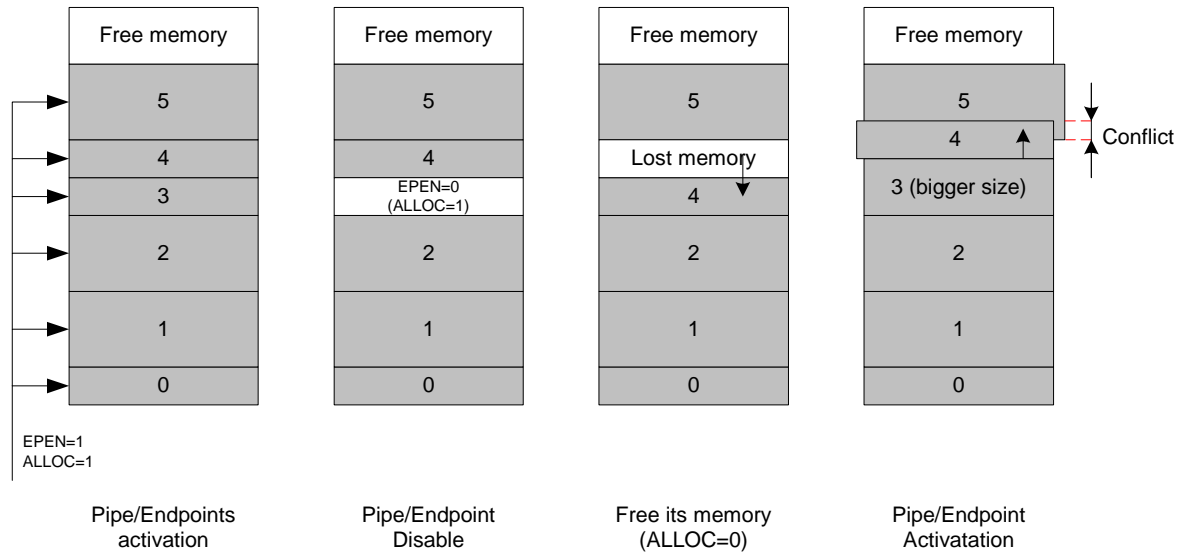 Free memory
5
4
3
2
1
0
EPEN=1
ALLOC=1
Pipe/Endpoints
activation
Free memory
5
4
EPEN=0
(ALLOC=1)
2
1
0
Pipe/Endpoint
Disable
Free memory
5
Lost memory
4
2
1
0
Free its memory
(ALLOC=0)
Free memory
5
4
Conflict
3 (bigger size)
2
1
0
Pipe/Endpoint
Activatation